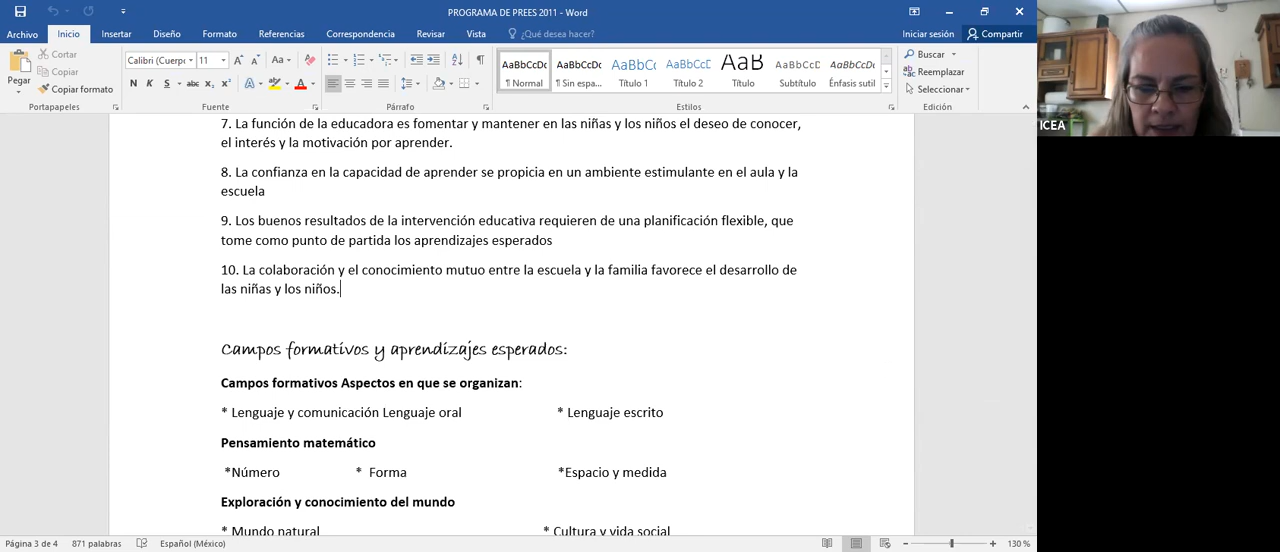 PROGRAMA DE PREES 2011 - Word
Archivo Inicio Insertar Diseño Formato Referencias Correspondencia Revisar Vista ¿Qué desea hacer? Iniciar sesión Compartir
Pegar
Cortar
Copiar
Copiar formato
Portapapeles
Calibri (Cuerpo 11
Fuente
Párrafo
AaBbCcDc AaBbCcDc AaBbCc AaBbCcD AaB AaBbCcD AaBbCcDc
¶ Normal ¶ Sin espa... Título 1 Título 2 Título Subtítulo Énfasis sutil
Estilos
Buscar
Reemplazar
Seleccionar
Edición
7. La función de la educadora es fomentar y mantener en las niñas y los niños el deseo de conocer,
el interés y la motivación por aprender.
8. La confianza en la capacidad de aprender se propicia en un ambiente estimulante en el aula y la
escuela
9. Los buenos resultados de la intervención educativa requieren de una planificación flexible, que
tome como punto de partida los aprendizajes esperados
10. La colaboración y el conocimiento mutuo entre la escuela y la familia favorece el desarrollo de
las niñas y los niños.
Campos formativos y aprendizajes esperados:
Campos formativos Aspectos en que se organizan:
* Lenguaje y comunicación Lenguaje oral * Lenguaje escrito
Pensamiento matemático
*Número * Forma *Espacio y medida
Exploración y conocimiento del mundo
* Mundo natural * Cultura y vida social
Página 3 de 4 871 palabras Español (México) 130 %
ICEA